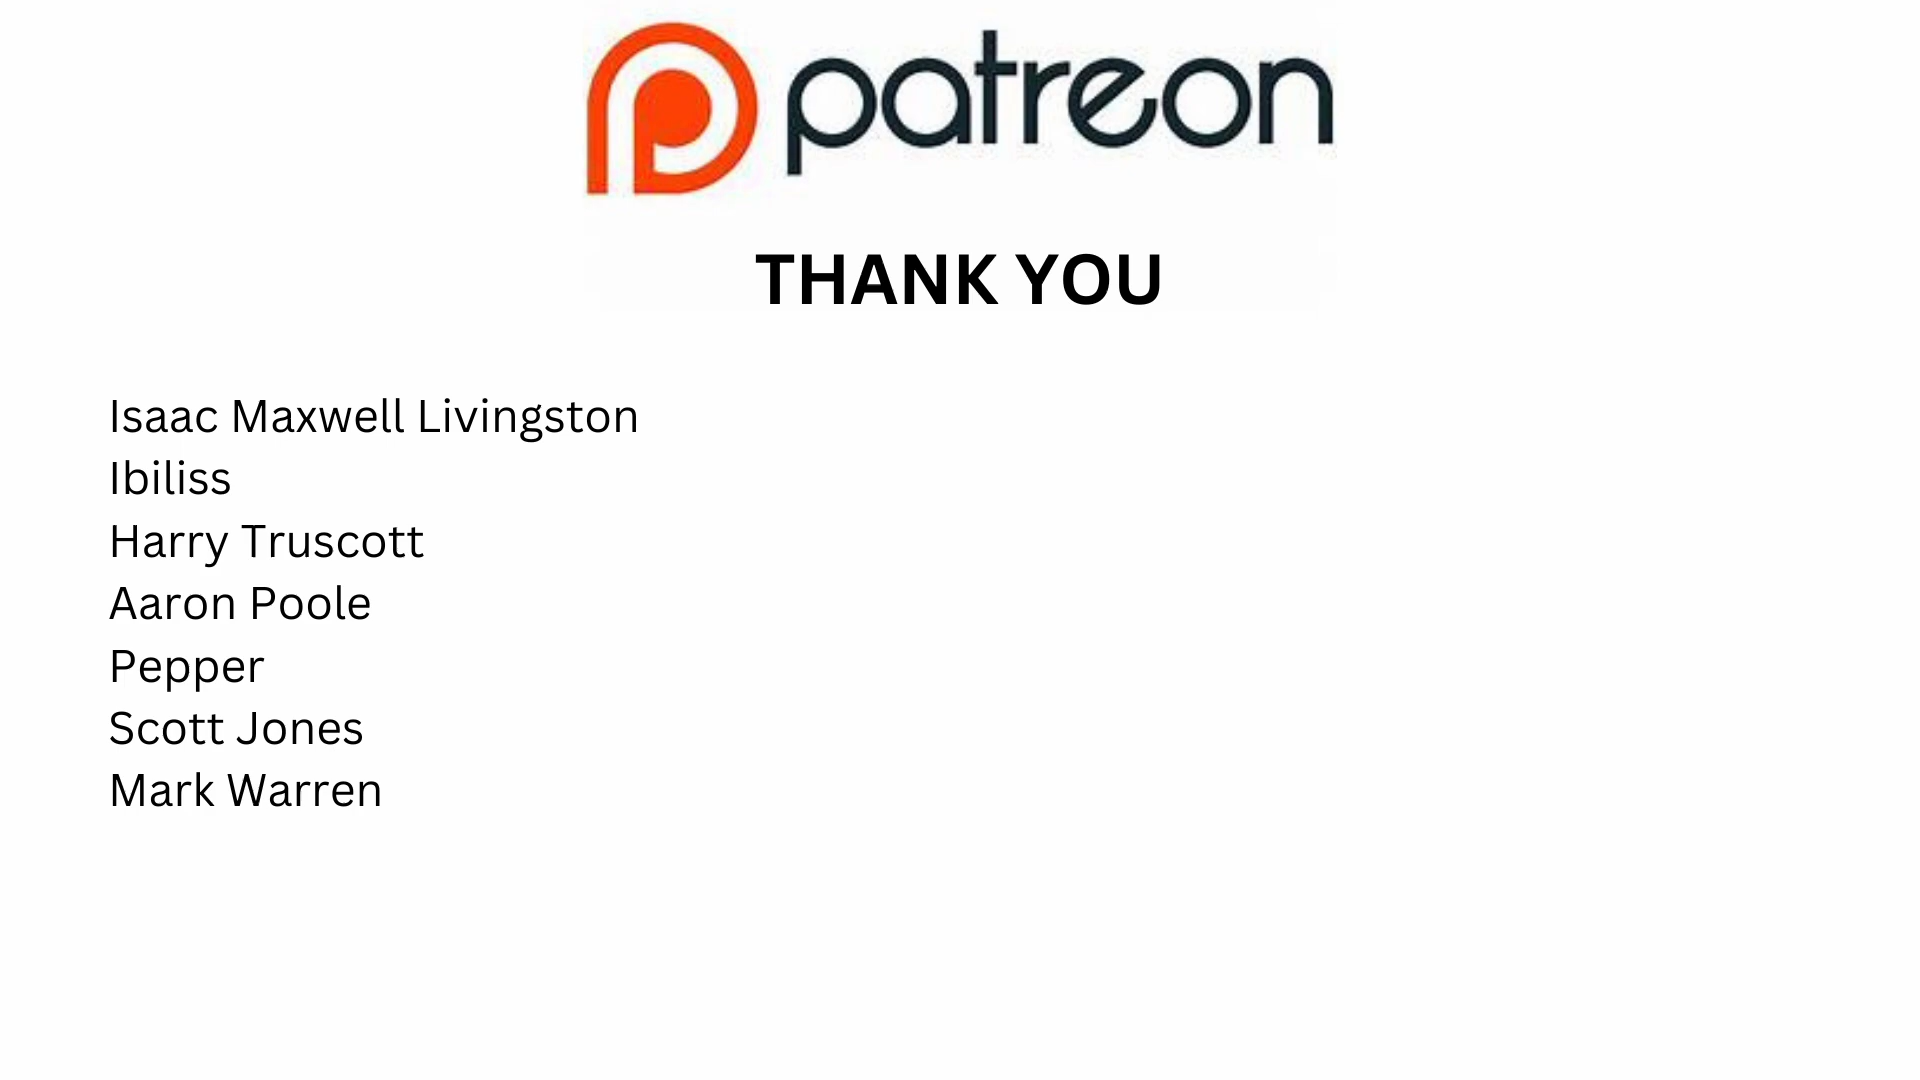 patreon
THANK YOU
Isaac Maxwell Livingston
Ibiliss
Harry Truscott
Aaron Poole
Pepper
Scott Jones
Mark Warren